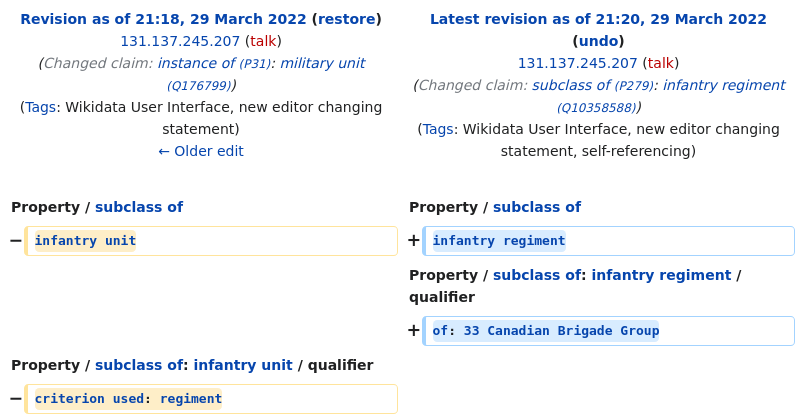 Revision as of 21:18, 29 March 2022 (restore)
131.137.245.207 (talk)
(Changed claim: instance of (P31): military unit
(Q176799))
(Tags: Wikidata User Interface, new editor changing
statement)
← Older edit
Latest revision as of 21:20, 29 March 2022
(undo)
131.137.245.207 (talk)
(Changed claim: subclass of (P279): infantry regiment
(Q10358588))
(Tags: Wikidata User Interface, new editor changing
statement, self-referencing)
Property / subclass of
− infantry unit
Property / subclass of
+ infantry regiment
Property / subclass of: infantry regiment /
qualifier
+ of: 33 Canadian Brigade Group
Property / subclass of: infantry unit / qualifier
− criterion used: regiment